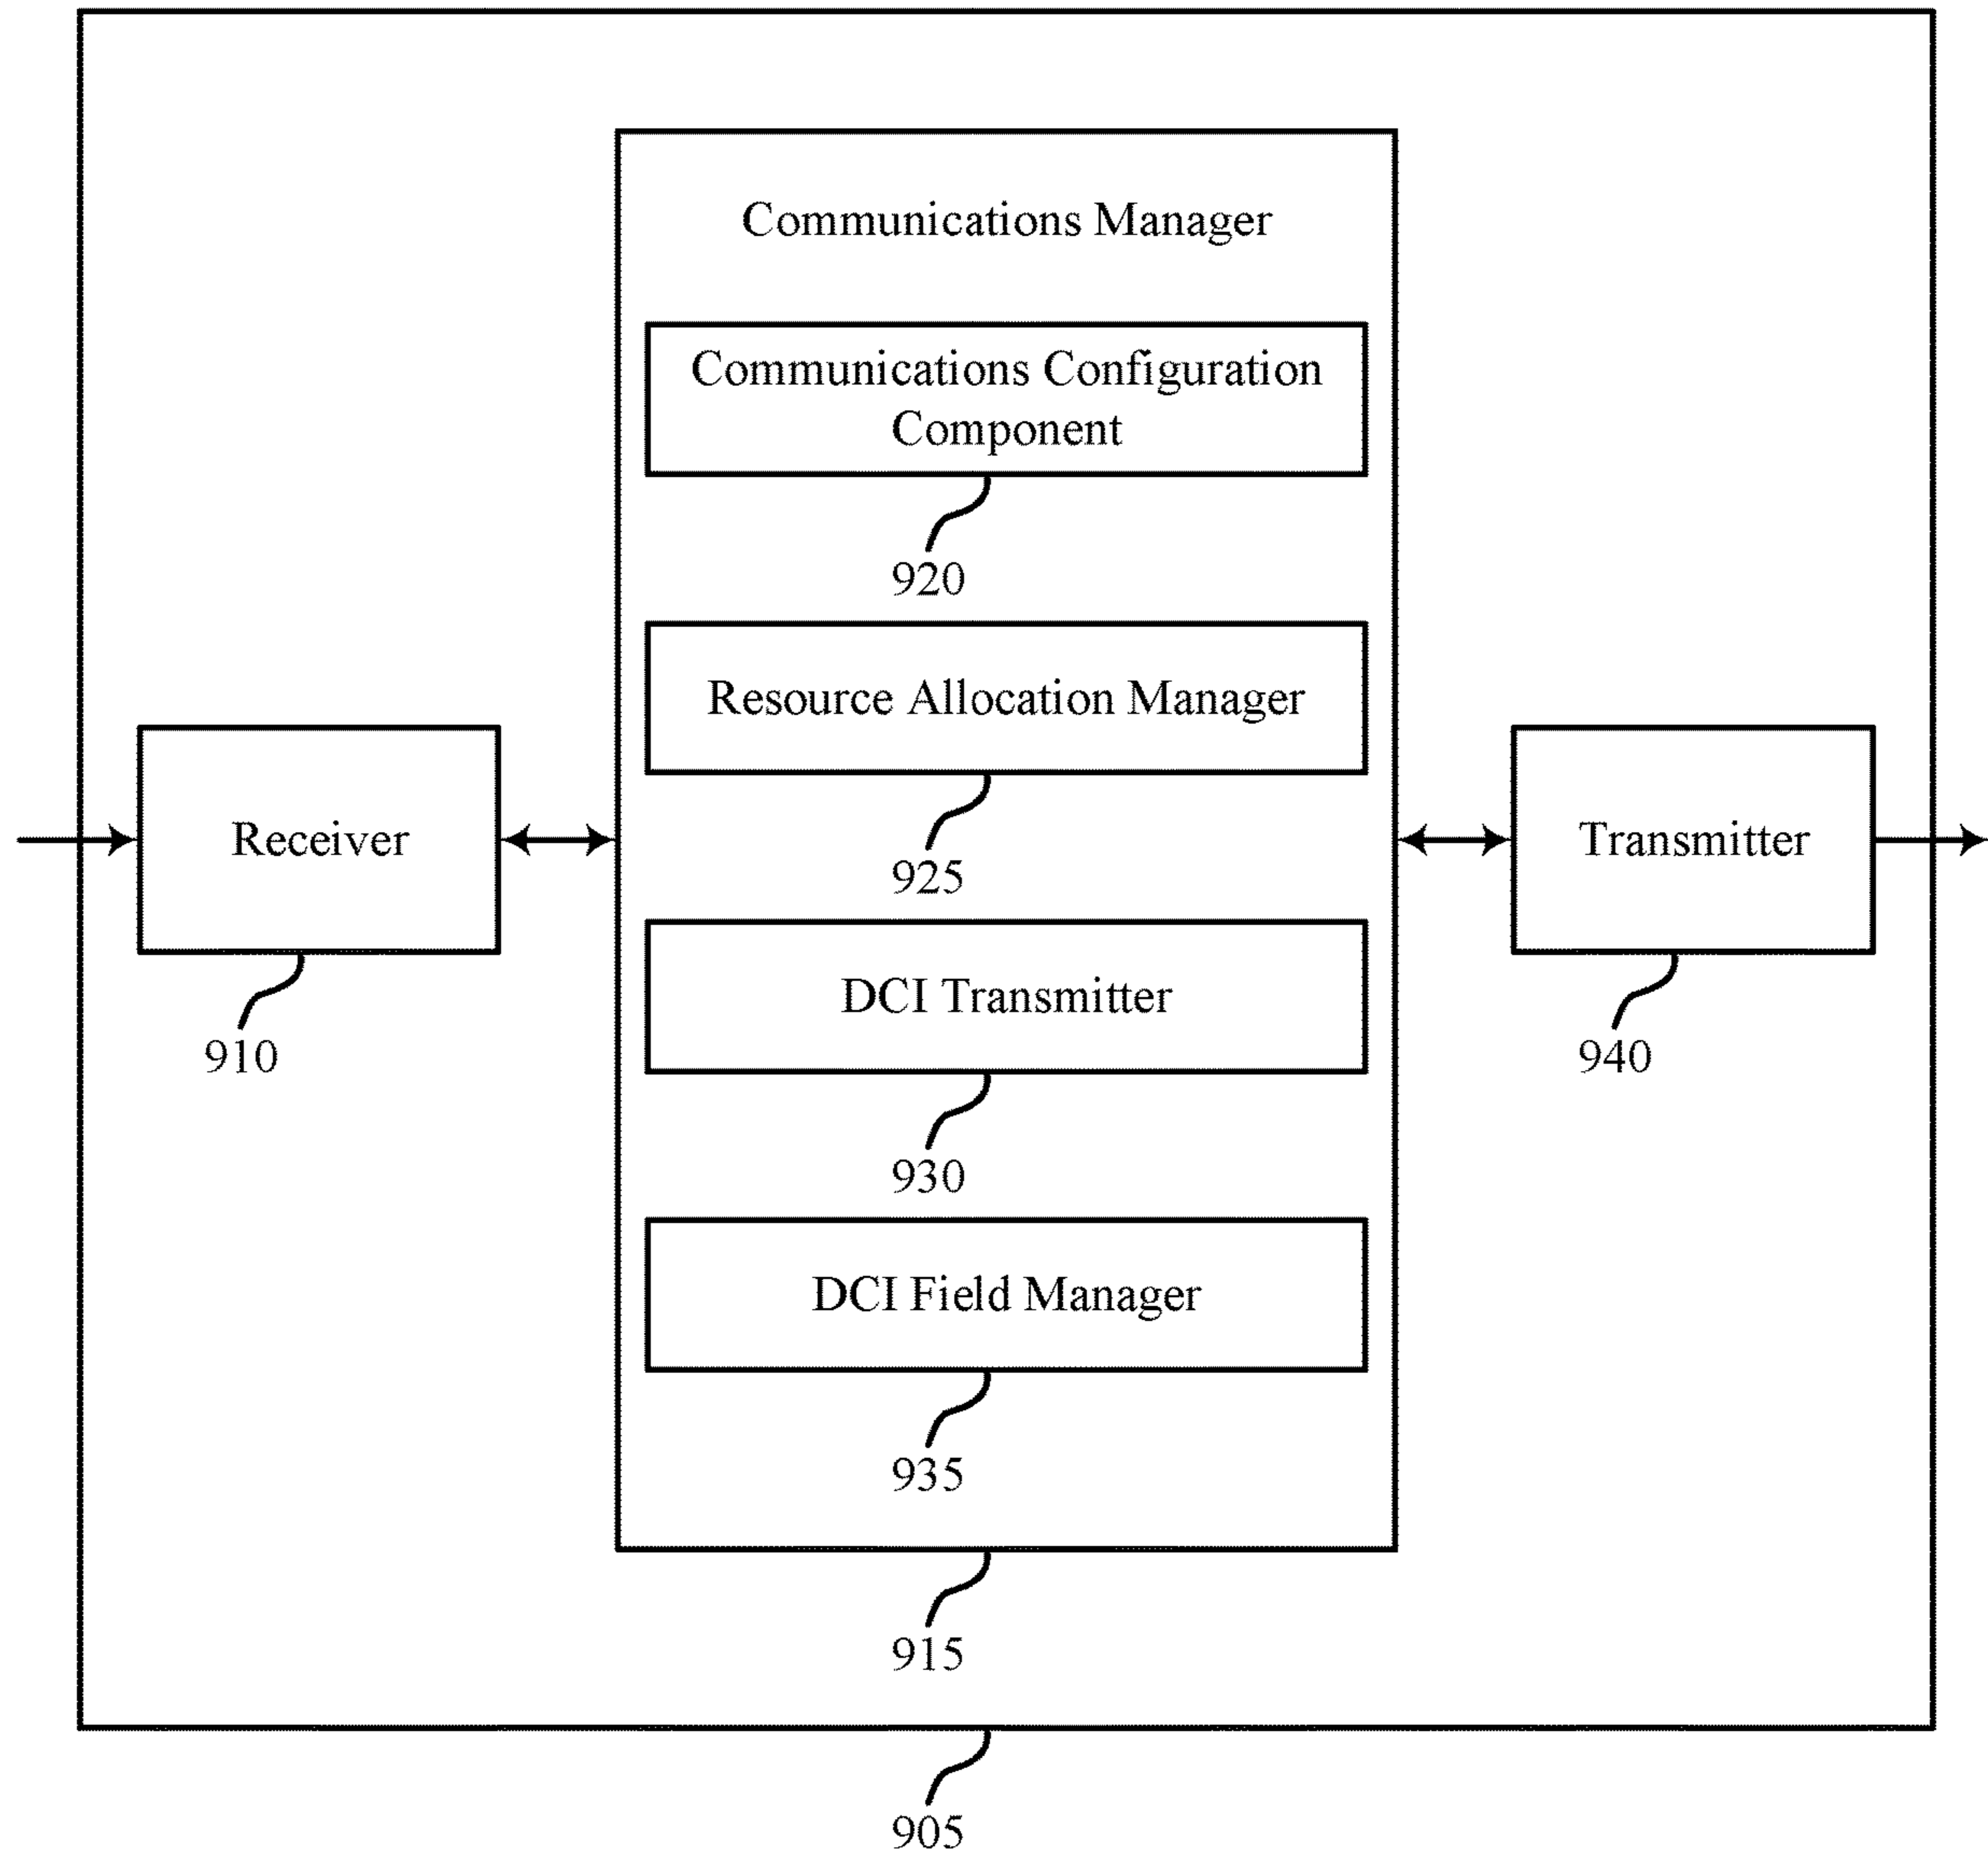 Communications Manager
Communications Configuration
Component
920
Resource Allocation Manager
925
Receiver
910
DCI Transmitter
930
Transmitter
940
DCI Field Manager
935
915
905